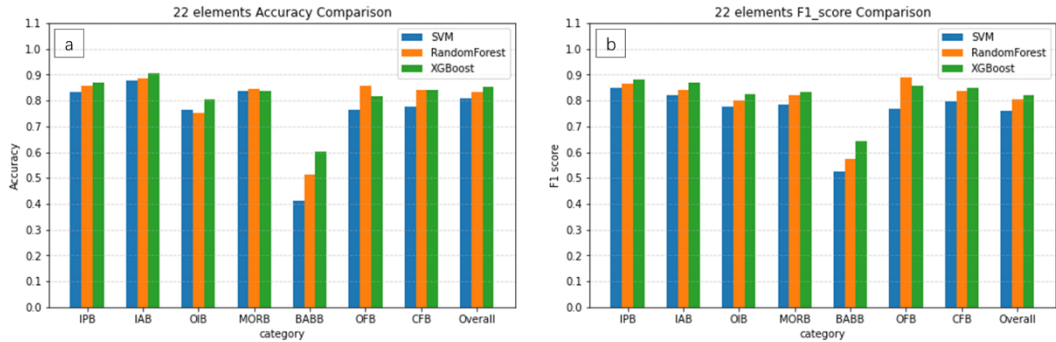 22 elements Accuracy Comparison
a
SVM
RandomForest
XGBoost
1.1
1.0
0.9
0.8
0.7
0.6
0.5
0.4
0.3
0.2
0.1
0.0
Accuracy
IPB IAB OIB MORB BABB OFB CFB Overall
category
22 elements F1_score Comparison
b
SVM
RandomForest
XGBoost
1.1
1.0
0.9
0.8
0.7
0.6
0.5
0.4
0.3
0.2
0.1
0.0
F1 score
IPB IAB OIB MORB BABB OFB CFB Overall
category